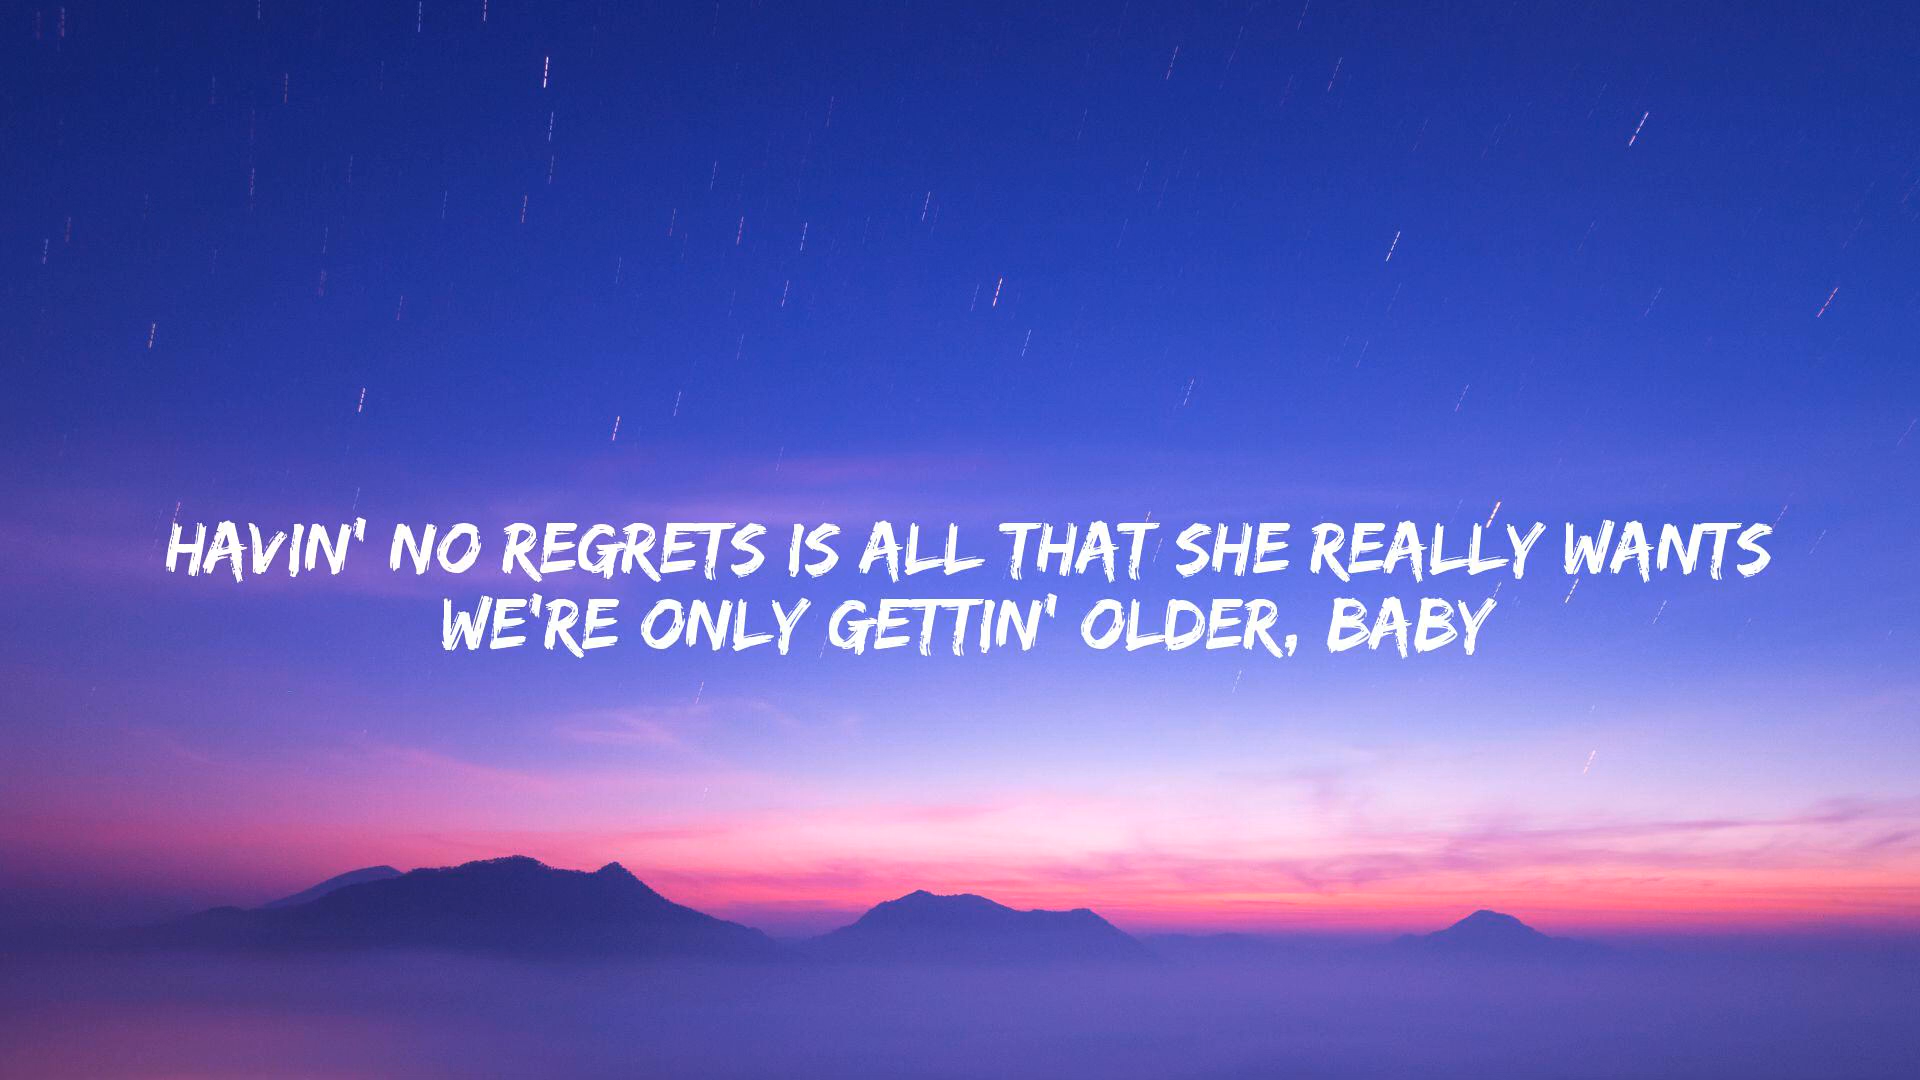 HAVIN' NO REGRETS IS ALL THAT SHE REALLY WANTS
WE'RE ONLY GETTIN' OLDER, BABY